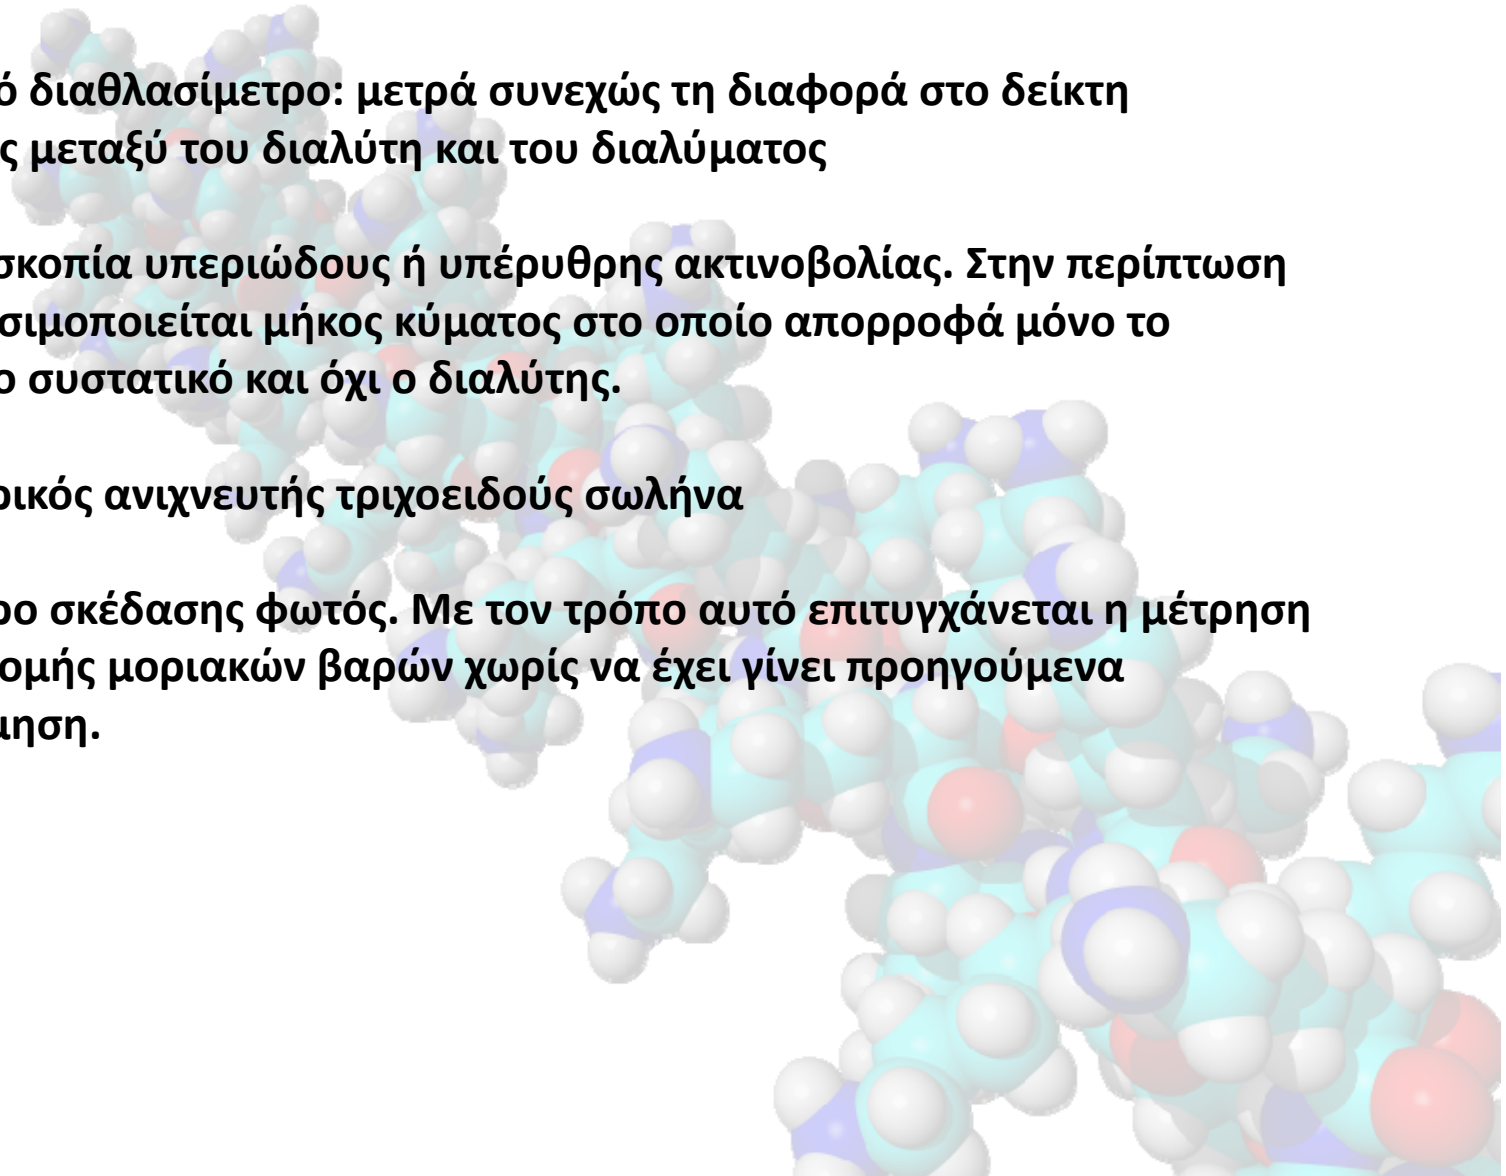 ό διαθλασίμετρο: μετρά συνεχώς τη διαφορά στο δείκτη
ς μεταξύ του διαλύτη και του διαλύματος
σκοπία υπεριώδους ή υπέρυθρης ακτινοβολίας. Στην περίπτωση
σιμοποιείται μήκος κύματος στο οποίο απορροφά μόνο το
ο συστατικό και όχι ο διαλύτης.
ρικός ανιχνευτής τριχοειδούς σωλήνα
ρο σκέδασης φωτός. Με τον τρόπο αυτό επιτυγχάνεται η μέτρηση
ομής μοριακών βαρών χωρίς να έχει γίνει προηγούμενα
μηση.